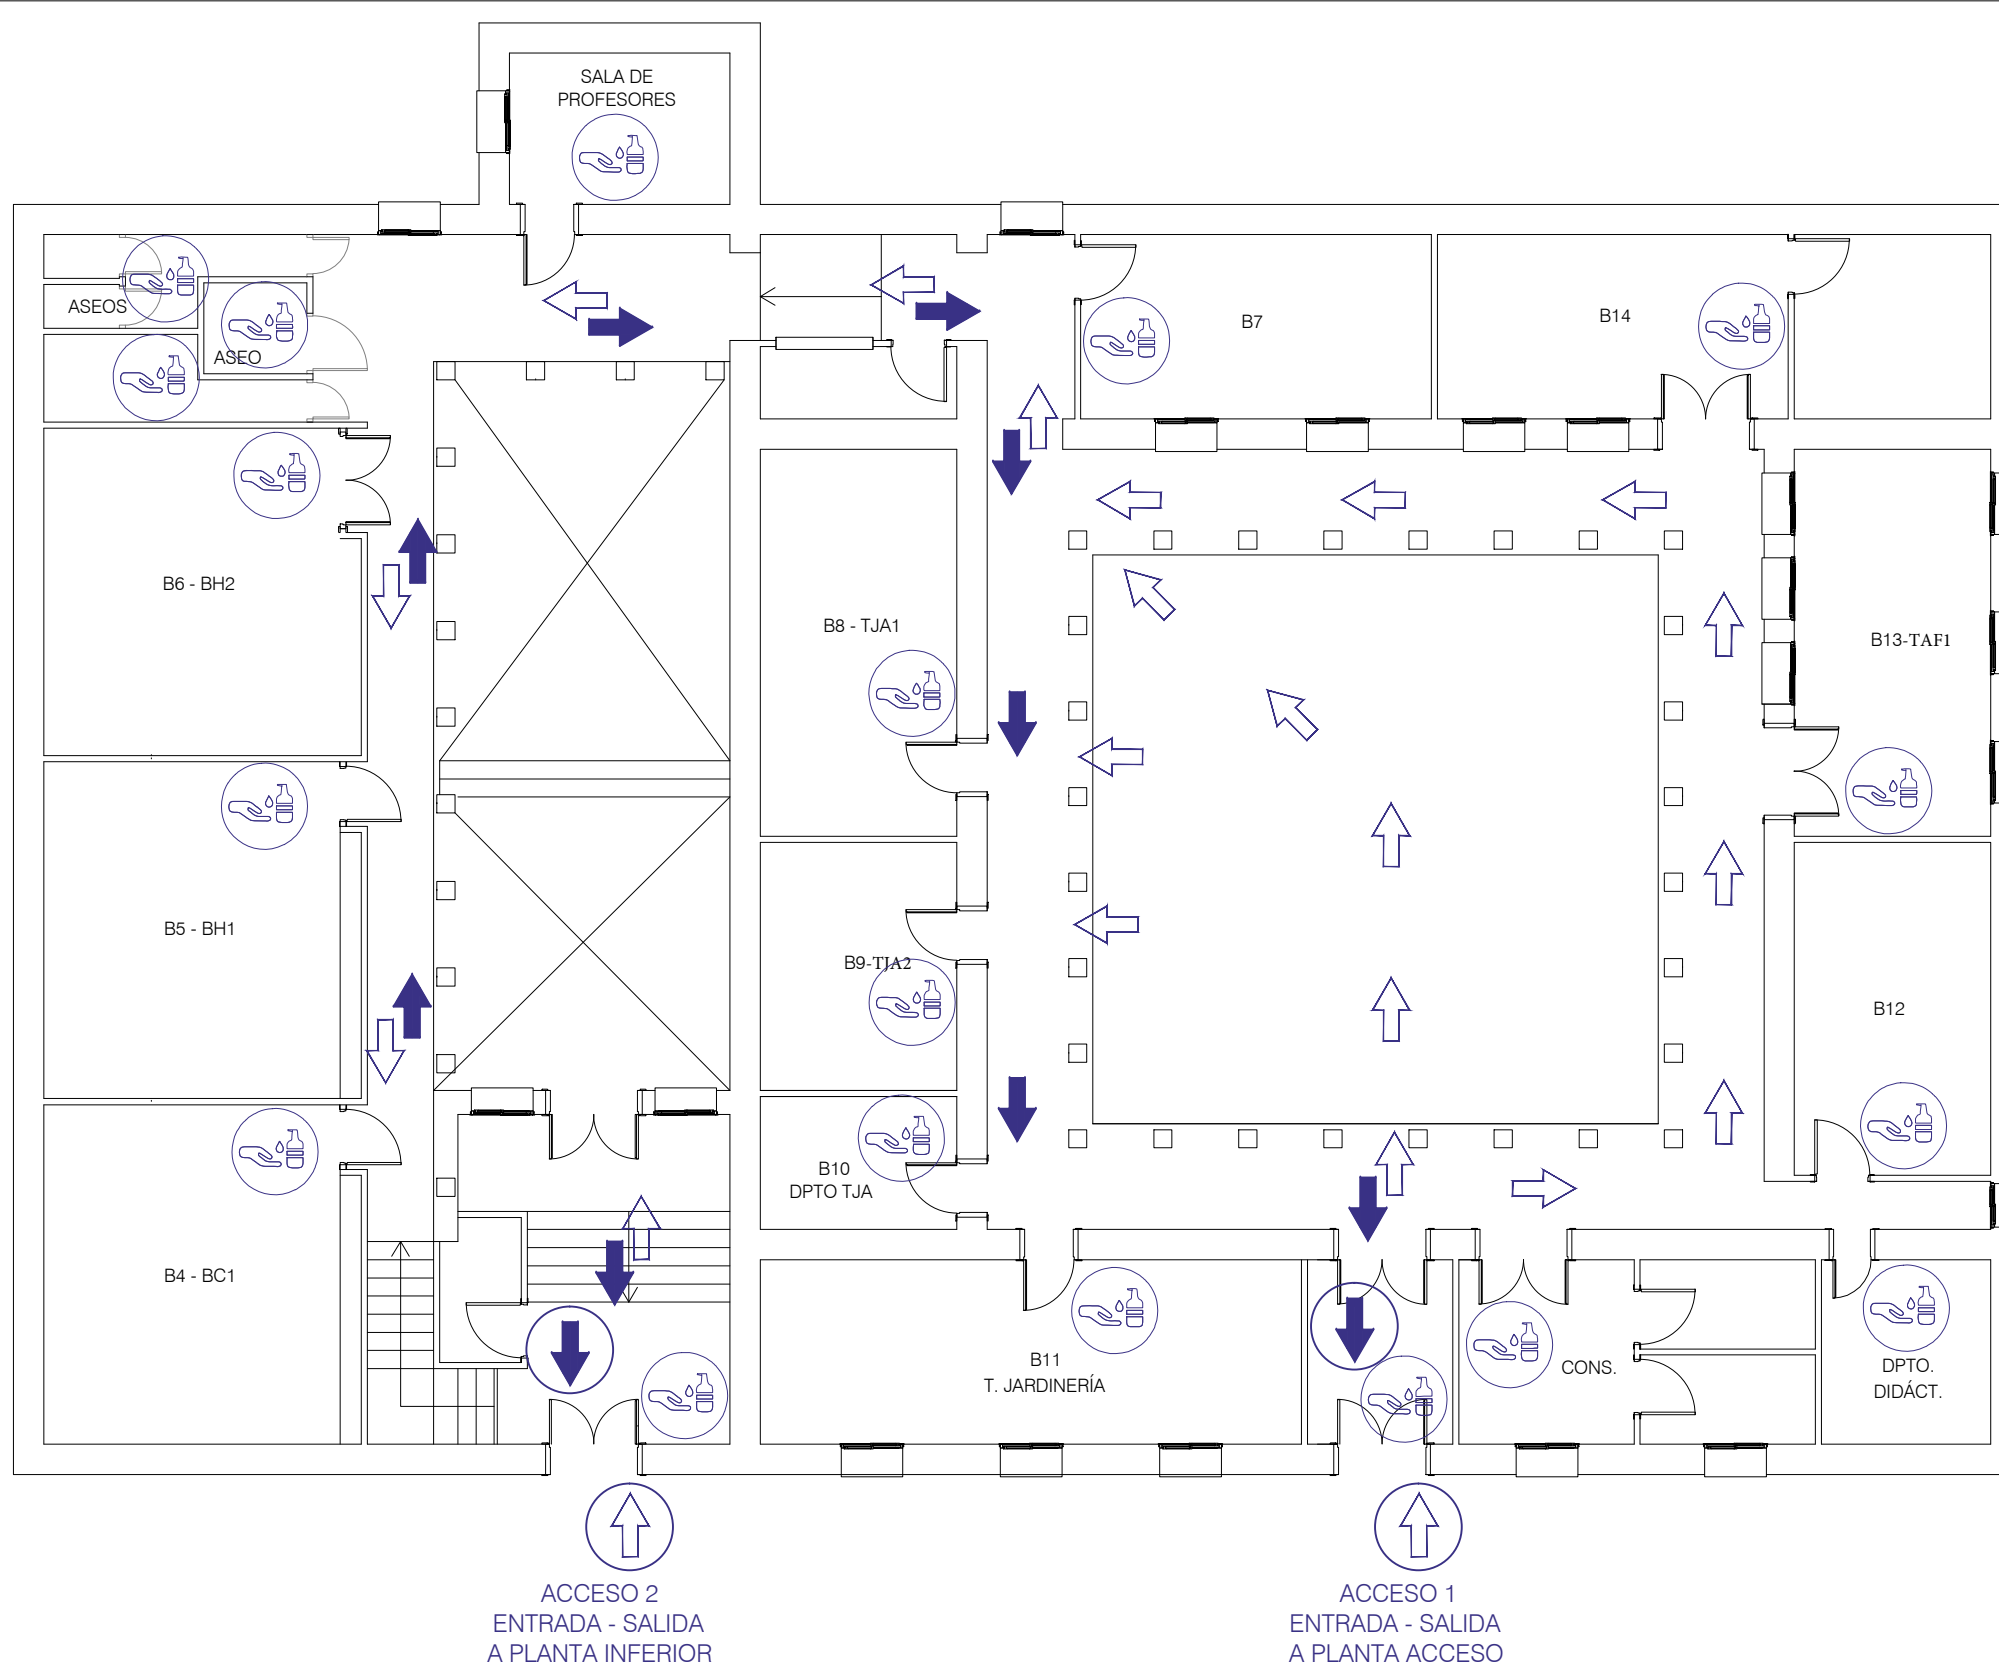 SALA DE
PROFESORES
ASEOS
ASEO
B7
B14
B6 - BH2
B8 - TJA1
B13-TAF1
B5 - BH1
B9-TJA2
B12
B10
DPTO TJA
B4 - BC1
B11
T. JARDINERÍA
CONS.
DPTO.
DIDÁCT.
ACCESO 2
ENTRADA - SALIDA
A PLANTA INFERIOR
ACCESO 1
ENTRADA - SALIDA
A PLANTA ACCESO